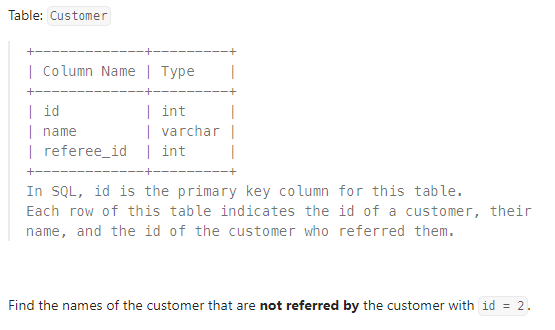 Table: Customer
+-------------+---------+
| Column Name | Type    |
+-------------+---------+
| id          | int     |
| name        | varchar |
| referee_id  | int     |
+-------------+---------+
In SQL, id is the primary key column for this table.
Each row of this table indicates the id of a customer, their
name, and the id of the customer who referred them.
Find the names of the customer that are not referred by the customer with id = 2.